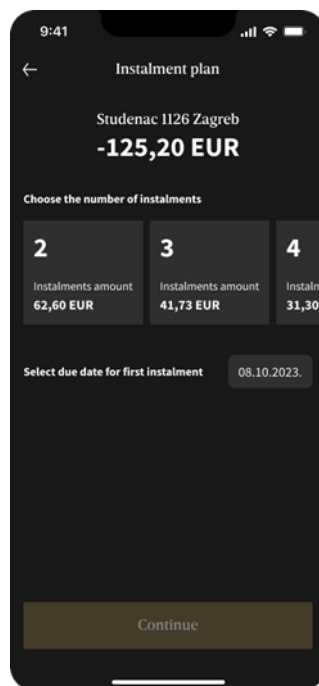 9:41
Instalment plan
Studenac 1126 Zagreb
-125,20 EUR
Choose the number of instalments
2 3 4
Instalments amount Instalments amount
62,60 EUR 41,73 EUR 31,30
Select due date for first instalment 08.10.2023.
Continue